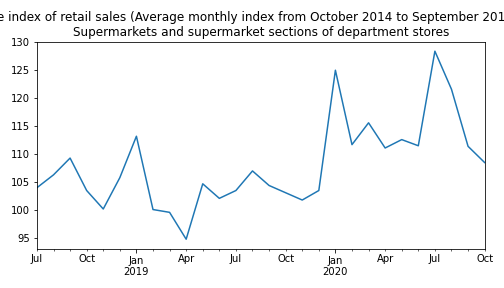 index of retail sales (Average monthly index from October 2014 to September
Supermarkets and supermarket sections of department stores
130
125
120
115
110
105
100
95
Jul
Oct
Jan
2019
Apr
Jul
Oct
Jan
2020
Apr
Jul
Oct